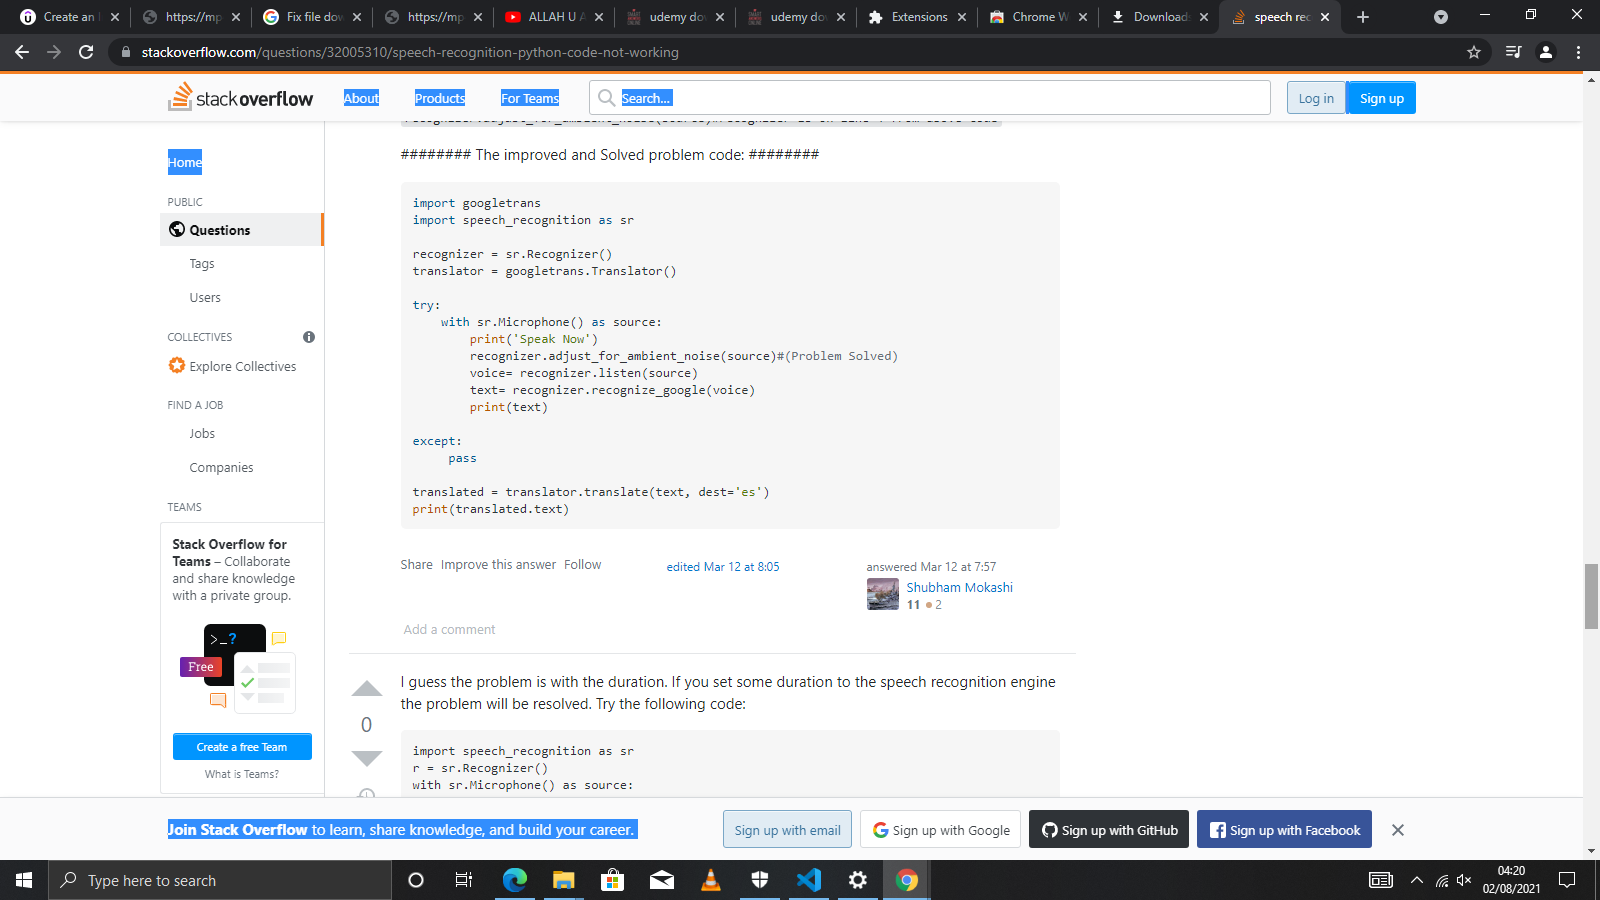 Create an I
https://mp
Fix file dow
https://mp
ALLAH U A
udemy dov
udemy dov
Extensions
Chrome W
Downloads
speech rec
stackoverflow.com/questions/32005310/speech-recognition-python-code-not-working
stackoverflow
About
Products
For Teams
Search...
Log in
Sign up
Home
PUBLIC
Questions
Tags
Users
COLLECTIVES
Explore Collectives
FIND A JOB
Jobs
Companies
TEAMS
Stack Overflow for
Teams – Collaborate
and share knowledge
with a private group.
>_?
Free
Create a free Team
What is Teams?
######## The improved and Solved problem code: ########
import googletrans
import speech_recognition as sr
recognizer = sr.Recognizer()
translator = googletrans.Translator()
try:
with sr.Microphone() as source:
print('Speak Now')
recognizer.adjust_for_ambient_noise(source)#(Problem Solved)
voice= recognizer.listen(source)
text= recognizer.recognize_google(voice)
print(text)
except:
pass
translated = translator.translate(text, dest='es')
print(translated.text)
Share Improve this answer Follow
edited Mar 12 at 8:05
answered Mar 12 at 7:57
Shubham Mokashi
11 2
Add a comment
0
I guess the problem is with the duration. If you set some duration to the speech recognition engine
the problem will be resolved. Try the following code:
import speech_recognition as sr
r = sr.Recognizer()
with sr.Microphone() as source:
Join Stack Overflow to learn, share knowledge, and build your career.
Sign up with email
Sign up with Google
Sign up with GitHub
Sign up with Facebook
Type here to search
04:20
02/08/2021